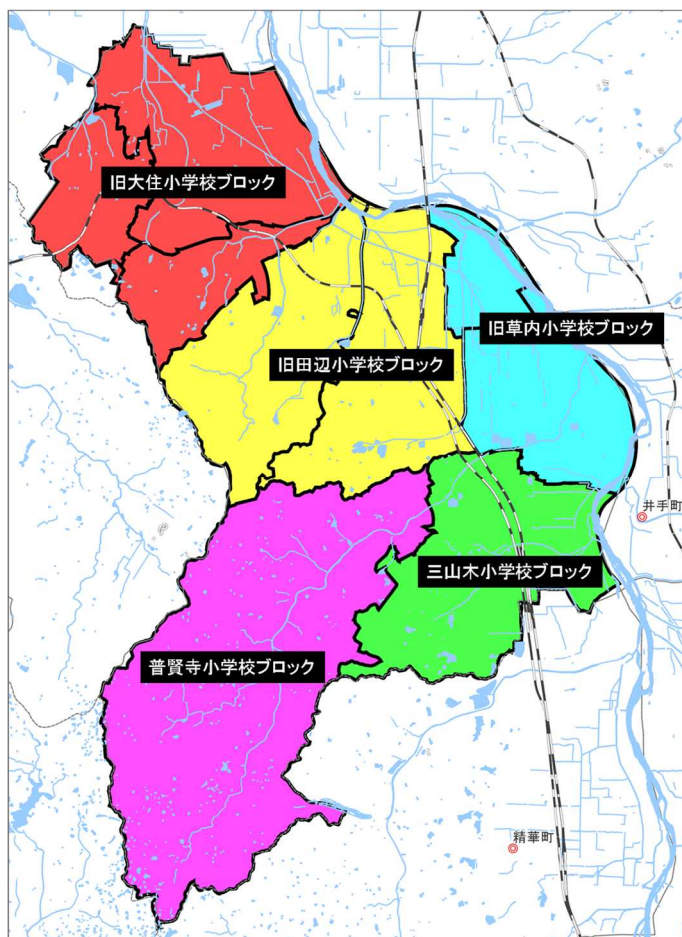 旧大住小学校ブロック
旧草内小学校ブロック
旧田辺小学校ブロック
井手町
三山木小学校ブロック
普賢寺小学校ブロック
精華町